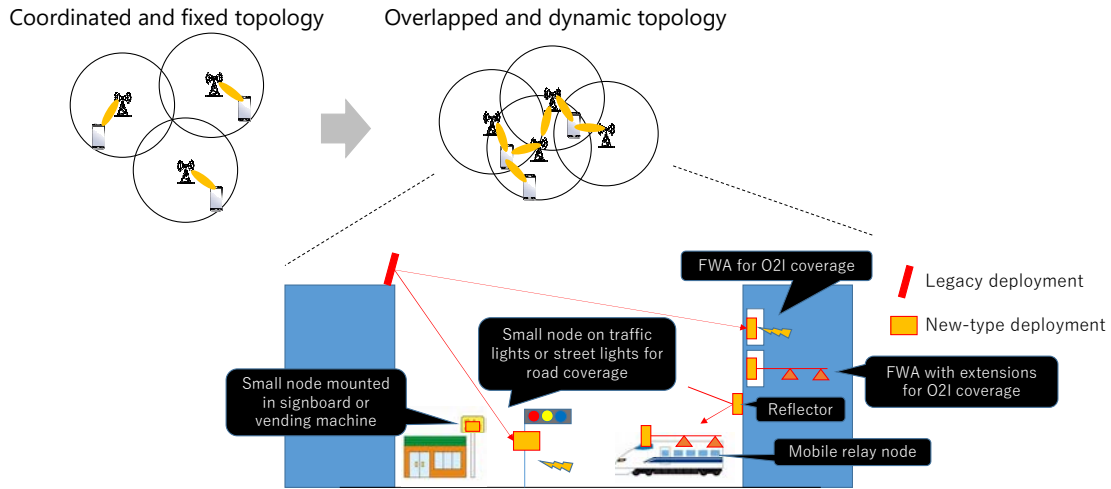 Coordinated and fixed topology
Overlapped and dynamic topology
FWA for O2I coverage
Legacy deployment
New-type deployment
Small node on traffic
lights or street lights for
road coverage
Small node mounted
in signboard or
vending machine
FWA with extensions
for O2I coverage
Reflector
Mobile relay node